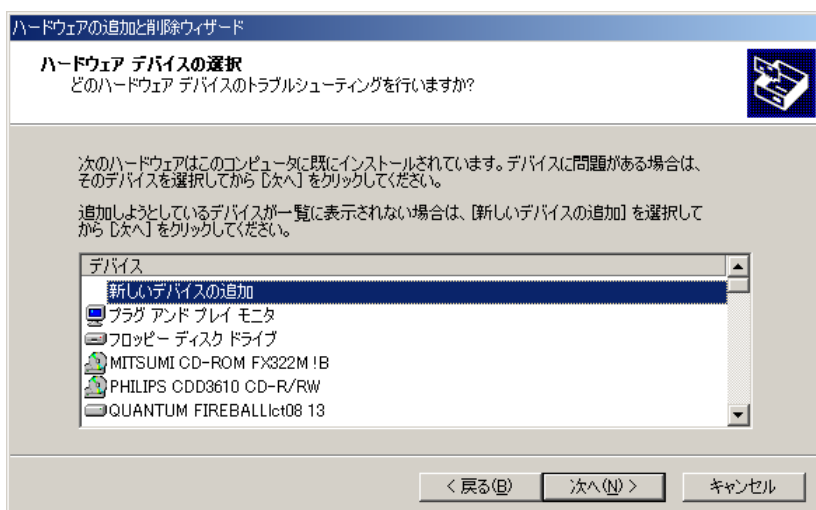 ハードウェアの追加と削除ウィザード
ハードウェア デバイスの選択
どのハードウェア デバイスのトラブルシューティングを行いますか?
次のハードウェアはこのコンピュータに既にインストールされています。デバイスに問題がある場合は、
そのデバイスを選択してから [次へ] をクリックしてください。
追加しようとしているデバイスが一覧に表示されない場合は、[新しいデバイスの追加] を選択して
から [次へ] をクリックしてください。
デバイス
新しいデバイスの追加
プラグ アンド プレイ モニタ
フロッピー ディスク ドライブ
MITSUMI CD-ROM FX322M !B
PHILIPS CDD3610 CD-R/RW
QUANTUM FIREBALLlct08 13
< 戻る(B) 次へ(N) > キャンセル